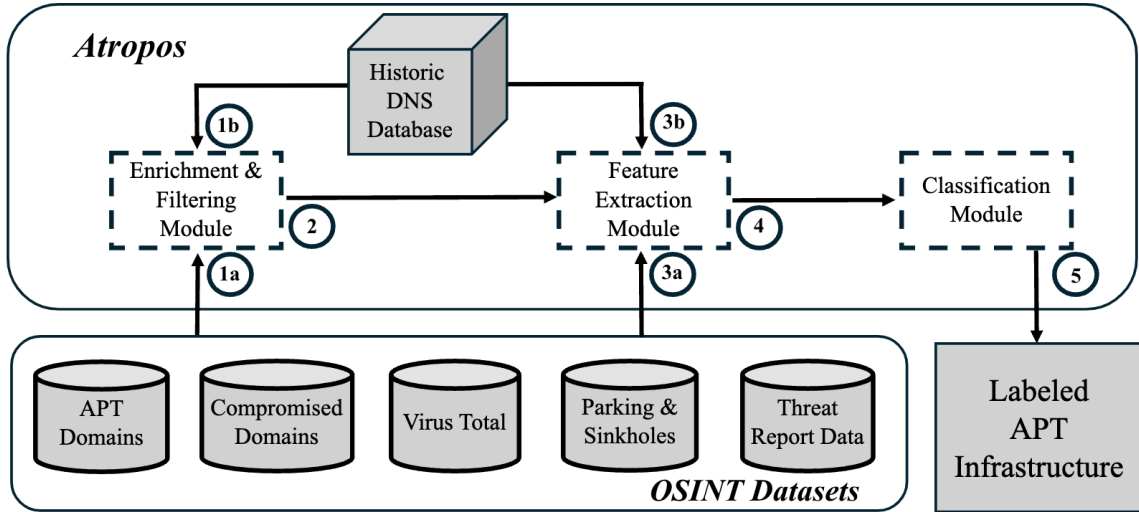 Atropos
Historic
DNS
Database
1b
3b
Enrichment &
Filtering
Module
Feature
Extraction
Module
Classification
Module
2
4
1a
3a
5
APT
Domains
Compromised
Domains
Virus Total
Parking &
Sinkholes
Threat
Report Data
OSINT Datasets
Labeled
APT
Infrastructure